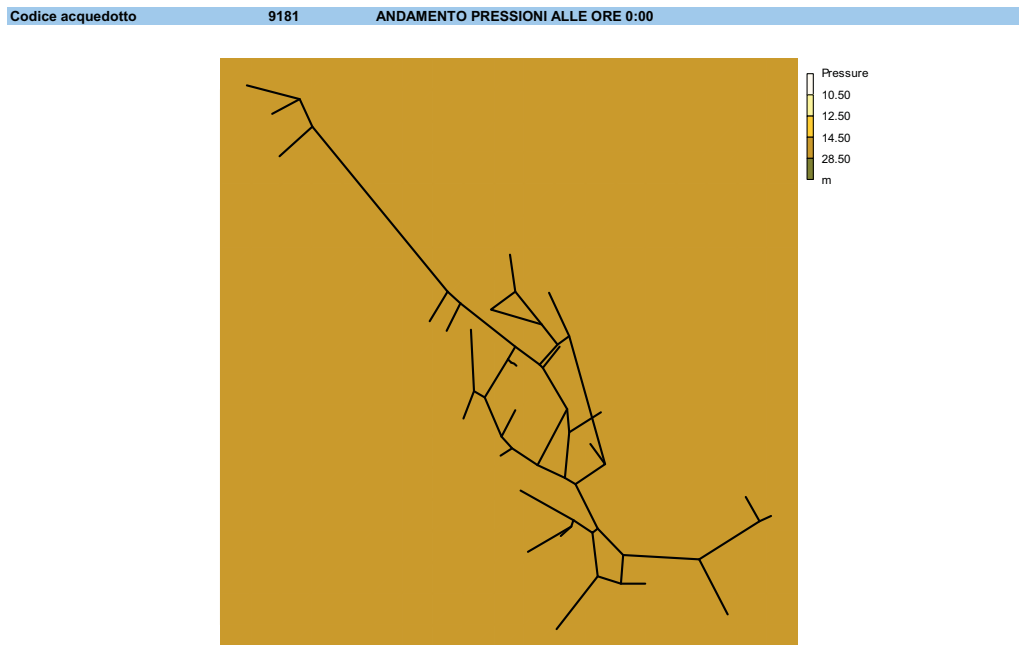 Codice acquedotto 9181 ANDAMENTO PRESSIONI ALLE ORE 0:00
Pressure
10.50
12.50
14.50
28.50
m